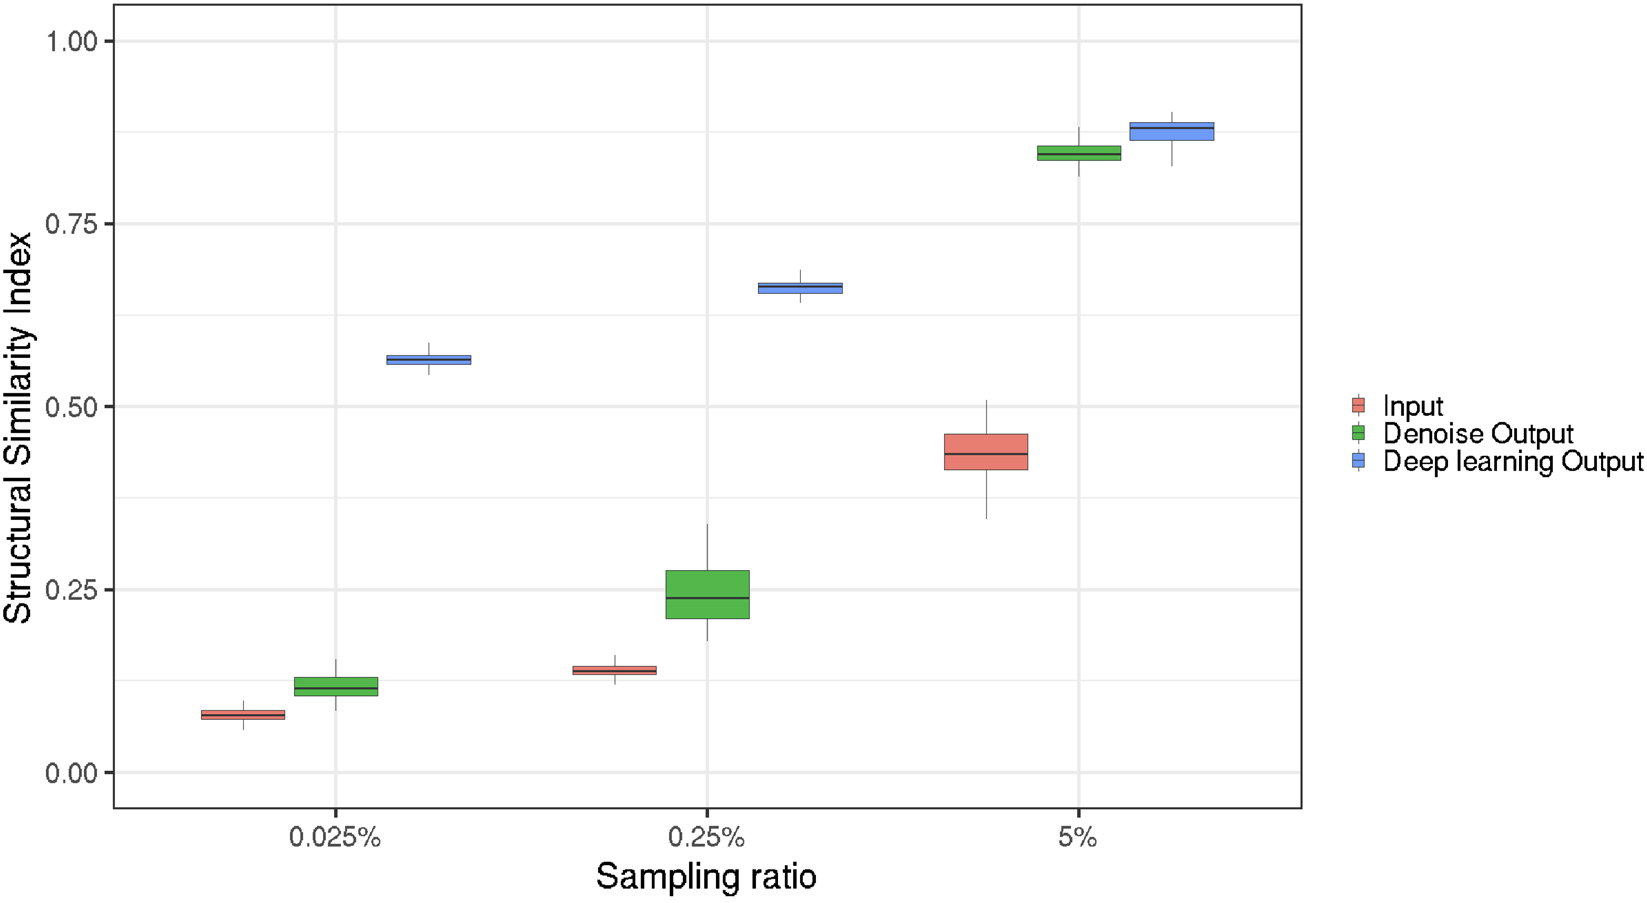 Structural Similarity Index
1.00
0.75
0.50
0.25
0.00
0.025%
0.25%
5%
Sampling ratio
Input
Denoise Output
Deep learning Output